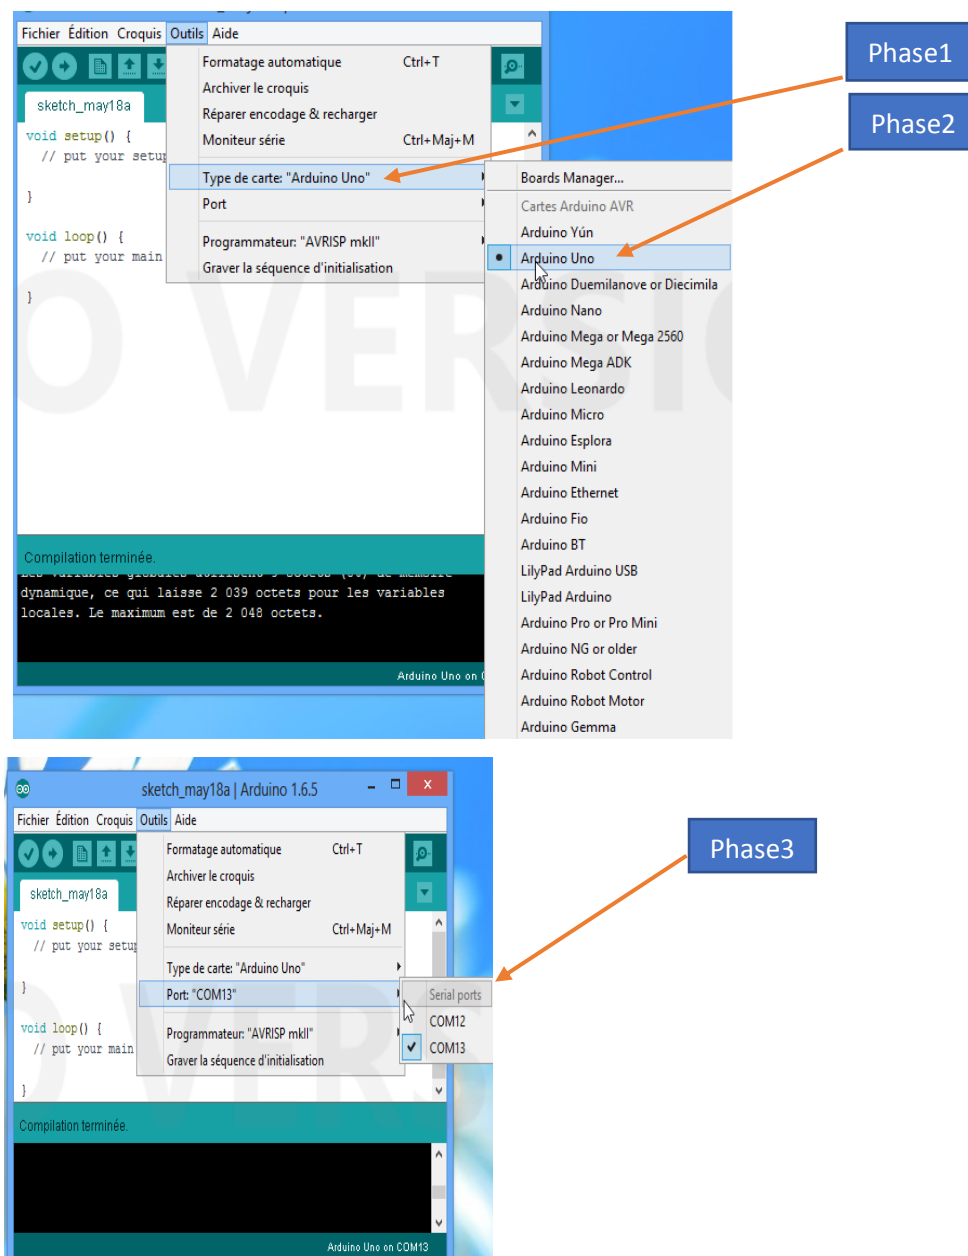 Fichier Édition Croquis Outils Aide
Phase1
Formatage automatique Ctrl+T
Archiver le croquis
sketch_may18a
Réparer encodage & recharger
Phase2
void setup() {
Moniteur série Ctrl+Maj+M
// put your setup
Type de carte: "Arduino Uno"
Boards Manager...
}
Port
Cartes Arduino AVR
Arduino Yún
void loop() {
Programmateur: "AVRISP mkII"
// put your main
Arduino Uno
Graver la séquence d'initialisation
Arduino Duemilanove or Diecimila
}
Arduino Nano
Arduino Mega or Mega 2560
O VERSIO
Arduino Mega ADK
Arduino Leonardo
Arduino Micro
Arduino Esplora
Arduino Mini
Arduino Ethernet
Arduino Fio
Compilation terminée.
Arduino BT
LilyPad Arduino USB
dynamique, ce qui laisse 2 039 octets pour les variables
LilyPad Arduino
locales. Le maximum est de 2 048 octets.
Arduino Pro or Pro Mini
Arduino NG or older
Arduino Uno on
Arduino Robot Control
Arduino Robot Motor
Arduino Gemma
sketch_may18a | Arduino 1.6.5
Fichier Édition Croquis Outils Aide
Formatage automatique Ctrl+T
Phase3
Archiver le croquis
sketch_may18a
Réparer encodage & recharger
void setup() {
Moniteur série Ctrl+Maj+M
// put your setup
Type de carte: "Arduino Uno"
}
Port: "COM13"
Serial ports
COM12
void loop() {
Programmateur: "AVRISP mkII"
// put your main
COM13
Graver la séquence d'initialisation
}
O VERS
Compilation terminée.
Arduino Uno on COM13